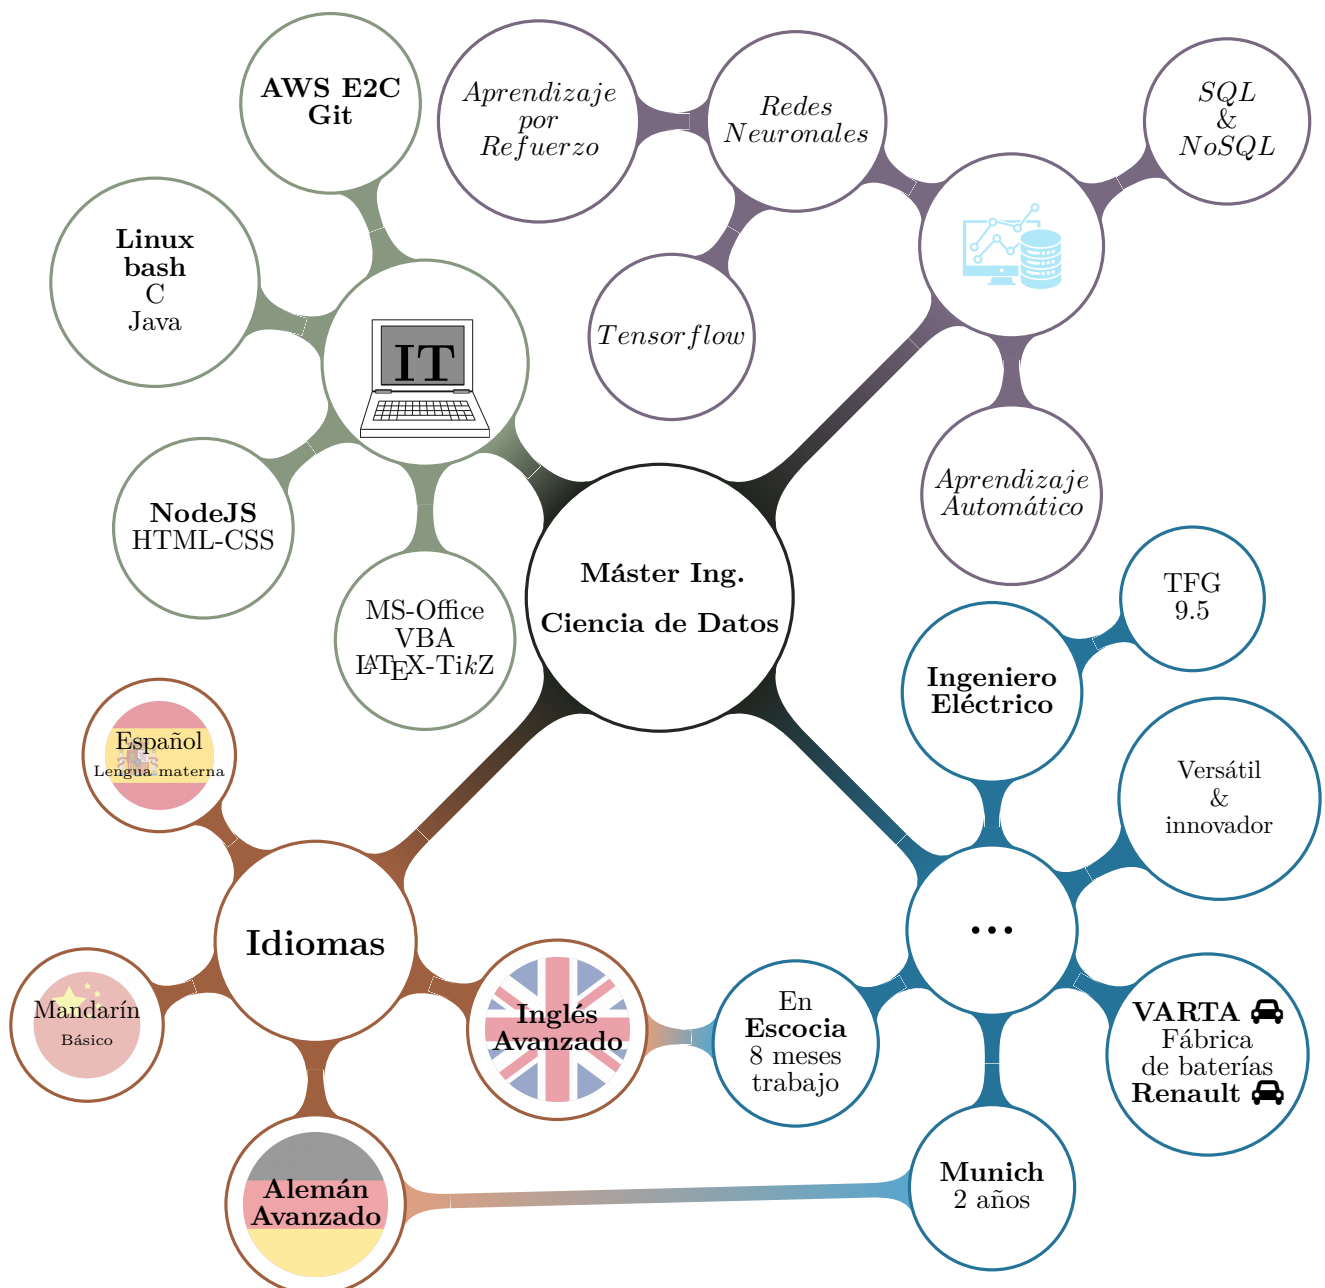 AWS E2C
Git
Aprendizaje
por
Refuerzo
Redes
Neuronales
SQL
&
NoSQL
Linux
bash
C
Java
IT
Tensorflow
Aprendizaje
Automático
NodeJS
HTML-CSS
MS-Office
VBA
LATEX-TikZ
Máster Ing.
Ciencia de Datos
TFG
9.5
Ingeniero
Eléctrico
Versátil
&
innovador
Español
Lengua materna
Idiomas
...
Mandarín
Básico
Inglés
Avanzado
En
Escocia
8 meses
trabajo
VARTA
Fábrica
de baterías
Renault
Alemán
Avanzado
Munich
2 años